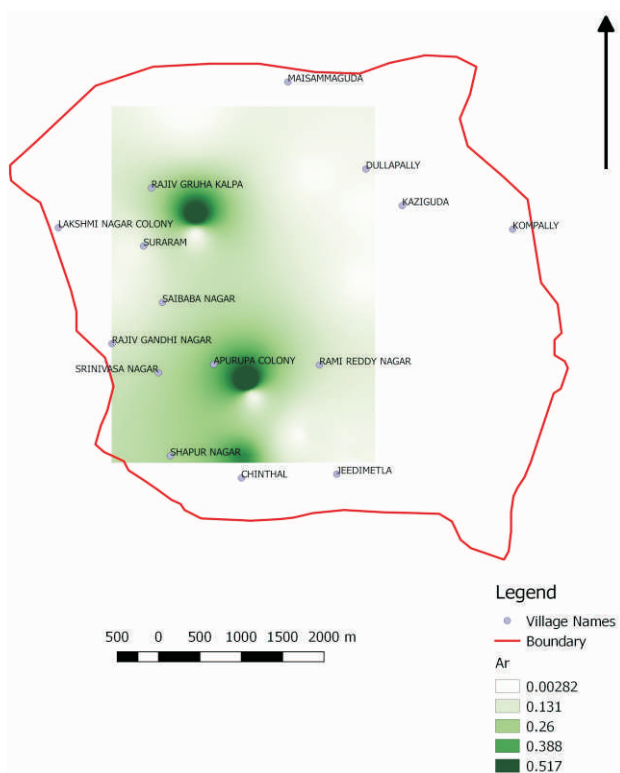 MAISAMMAGUDA
DULLAPALLY
RAJIV GRUHA KALPA
KAZIGUDA
LAKSHMI NAGAR COLONY
KOMPALLY
SURARAM
SAIBABA NAGAR
RAJIV GANDHI NAGAR
APURUPA COLONY
RAMI REDDY NAGAR
SRINIVASA NAGAR
SHAPUR NAGAR
CHINTHAL
JEEDIMETLA
Legend
Village Names
Boundary
Ar
0.00282
0.131
0.26
0.388
0.517
500 0 500 1000 1500 2000 m